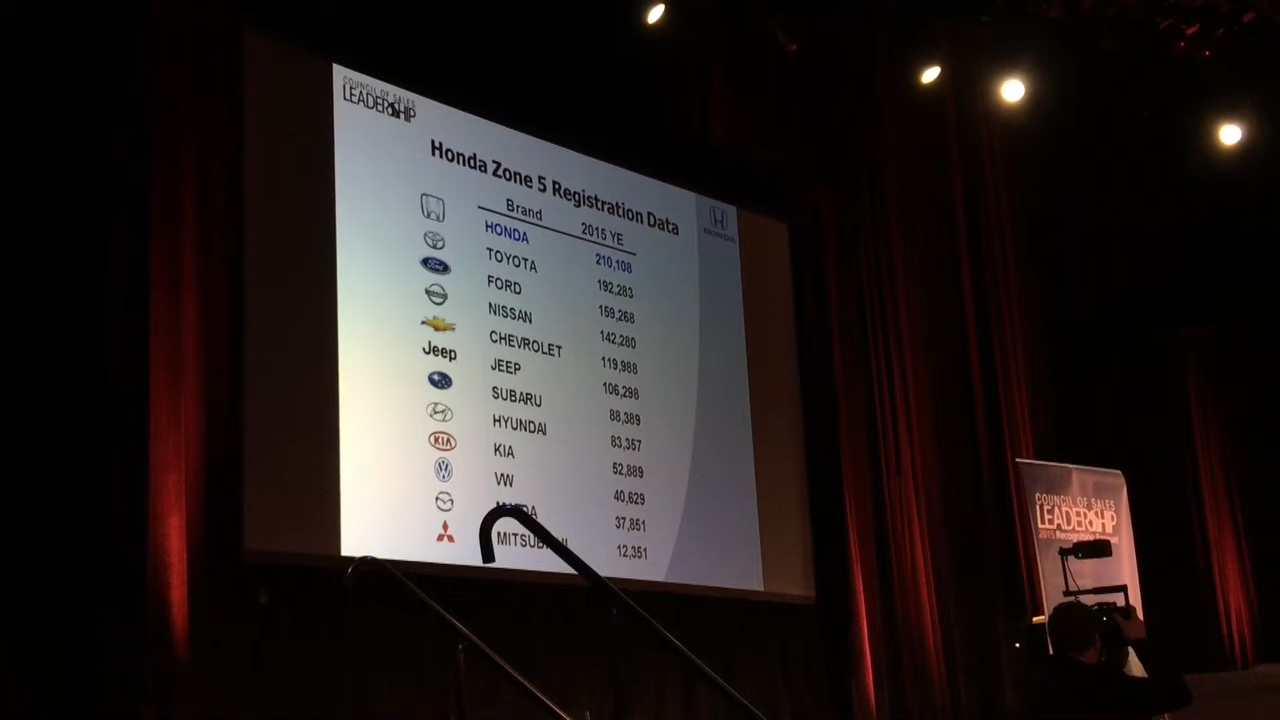 COUNCIL OF SALES
LEADERSHIP
Honda Zone 5 Registration Data
HONDA
Brand 2015 YE
HONDA 210,108
TOYOTA 192,283
Ford FORD 159,268
NISSAN 142,280
CHEVROLET 119,988
Jeep JEEP 106,298
SUBARU 88,389
HYUNDAI 83,357
KIA KIA 52,889
VW 40,629
37,851
12,351
COUNCIL OF SALES
LEADERSHIP
2015